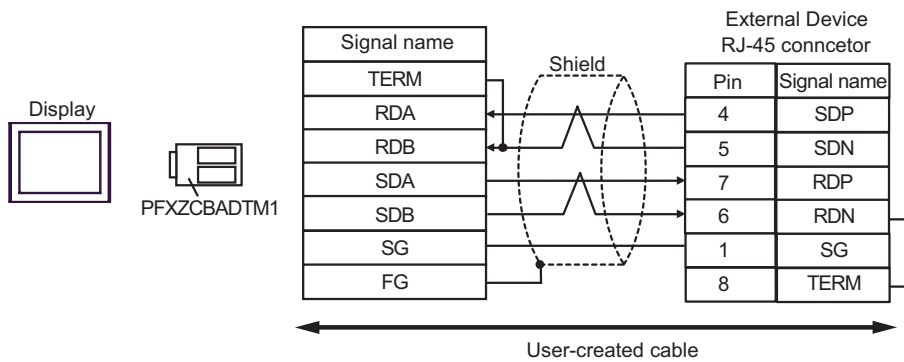 Display
PFXZCBADTM1
Signal name
TERM
RDA
RDB
SDA
SDB
SG
FG
Shield
External Device
RJ-45 conncetor
Pin Signal name
4 SDP
5 SDN
7 RDP
6 RDN
1 SG
8 TERM
User-created cable